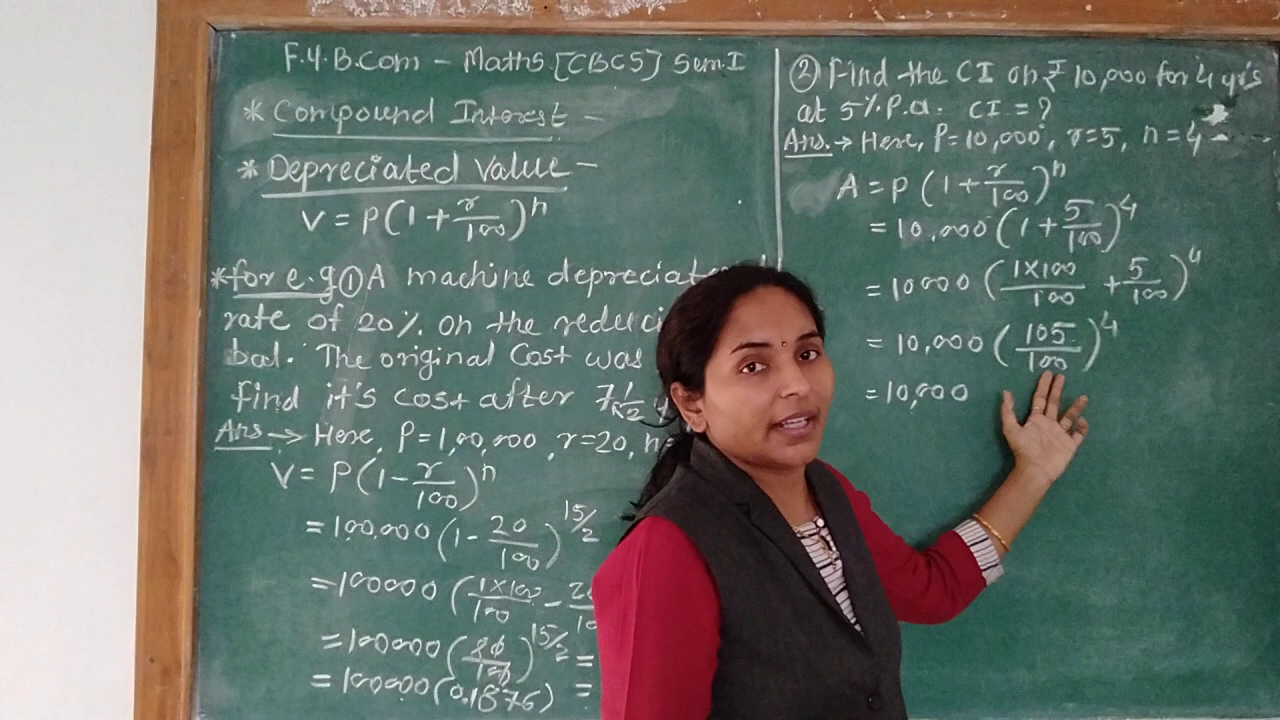 F.Y.B.Com - Maths [CBCS] Sem.I
* Compound Interest -
* Depreciated Value -
V = P(1 + r/100)^n
*for e.g ① A machine depreciate
rate of 20% on the reduci
bal. The original Cost was
find it's cost after 7 1/2 y
Ans → Here, P=1,00,000, r=20, n=
V = P(1 - r/100)^n
= 100,000 (1 - 20/100)^15/2
= 100000 (1×100/100 - 20/10
= 100000 (80/100)^15/2 =
= 100000 (0.1876) =
② Find the CI on ₹ 10,000 for 4 yr's
at 5% P.a. CI = ?
Ans. → Here, P=10,000, r=5, n=4
A = P (1 + r/100)^n
= 10,000 (1 + 5/100)^4
= 10000 (1×100/100 + 5/100)^4
= 10,000 (105/100)^4
= 10,000